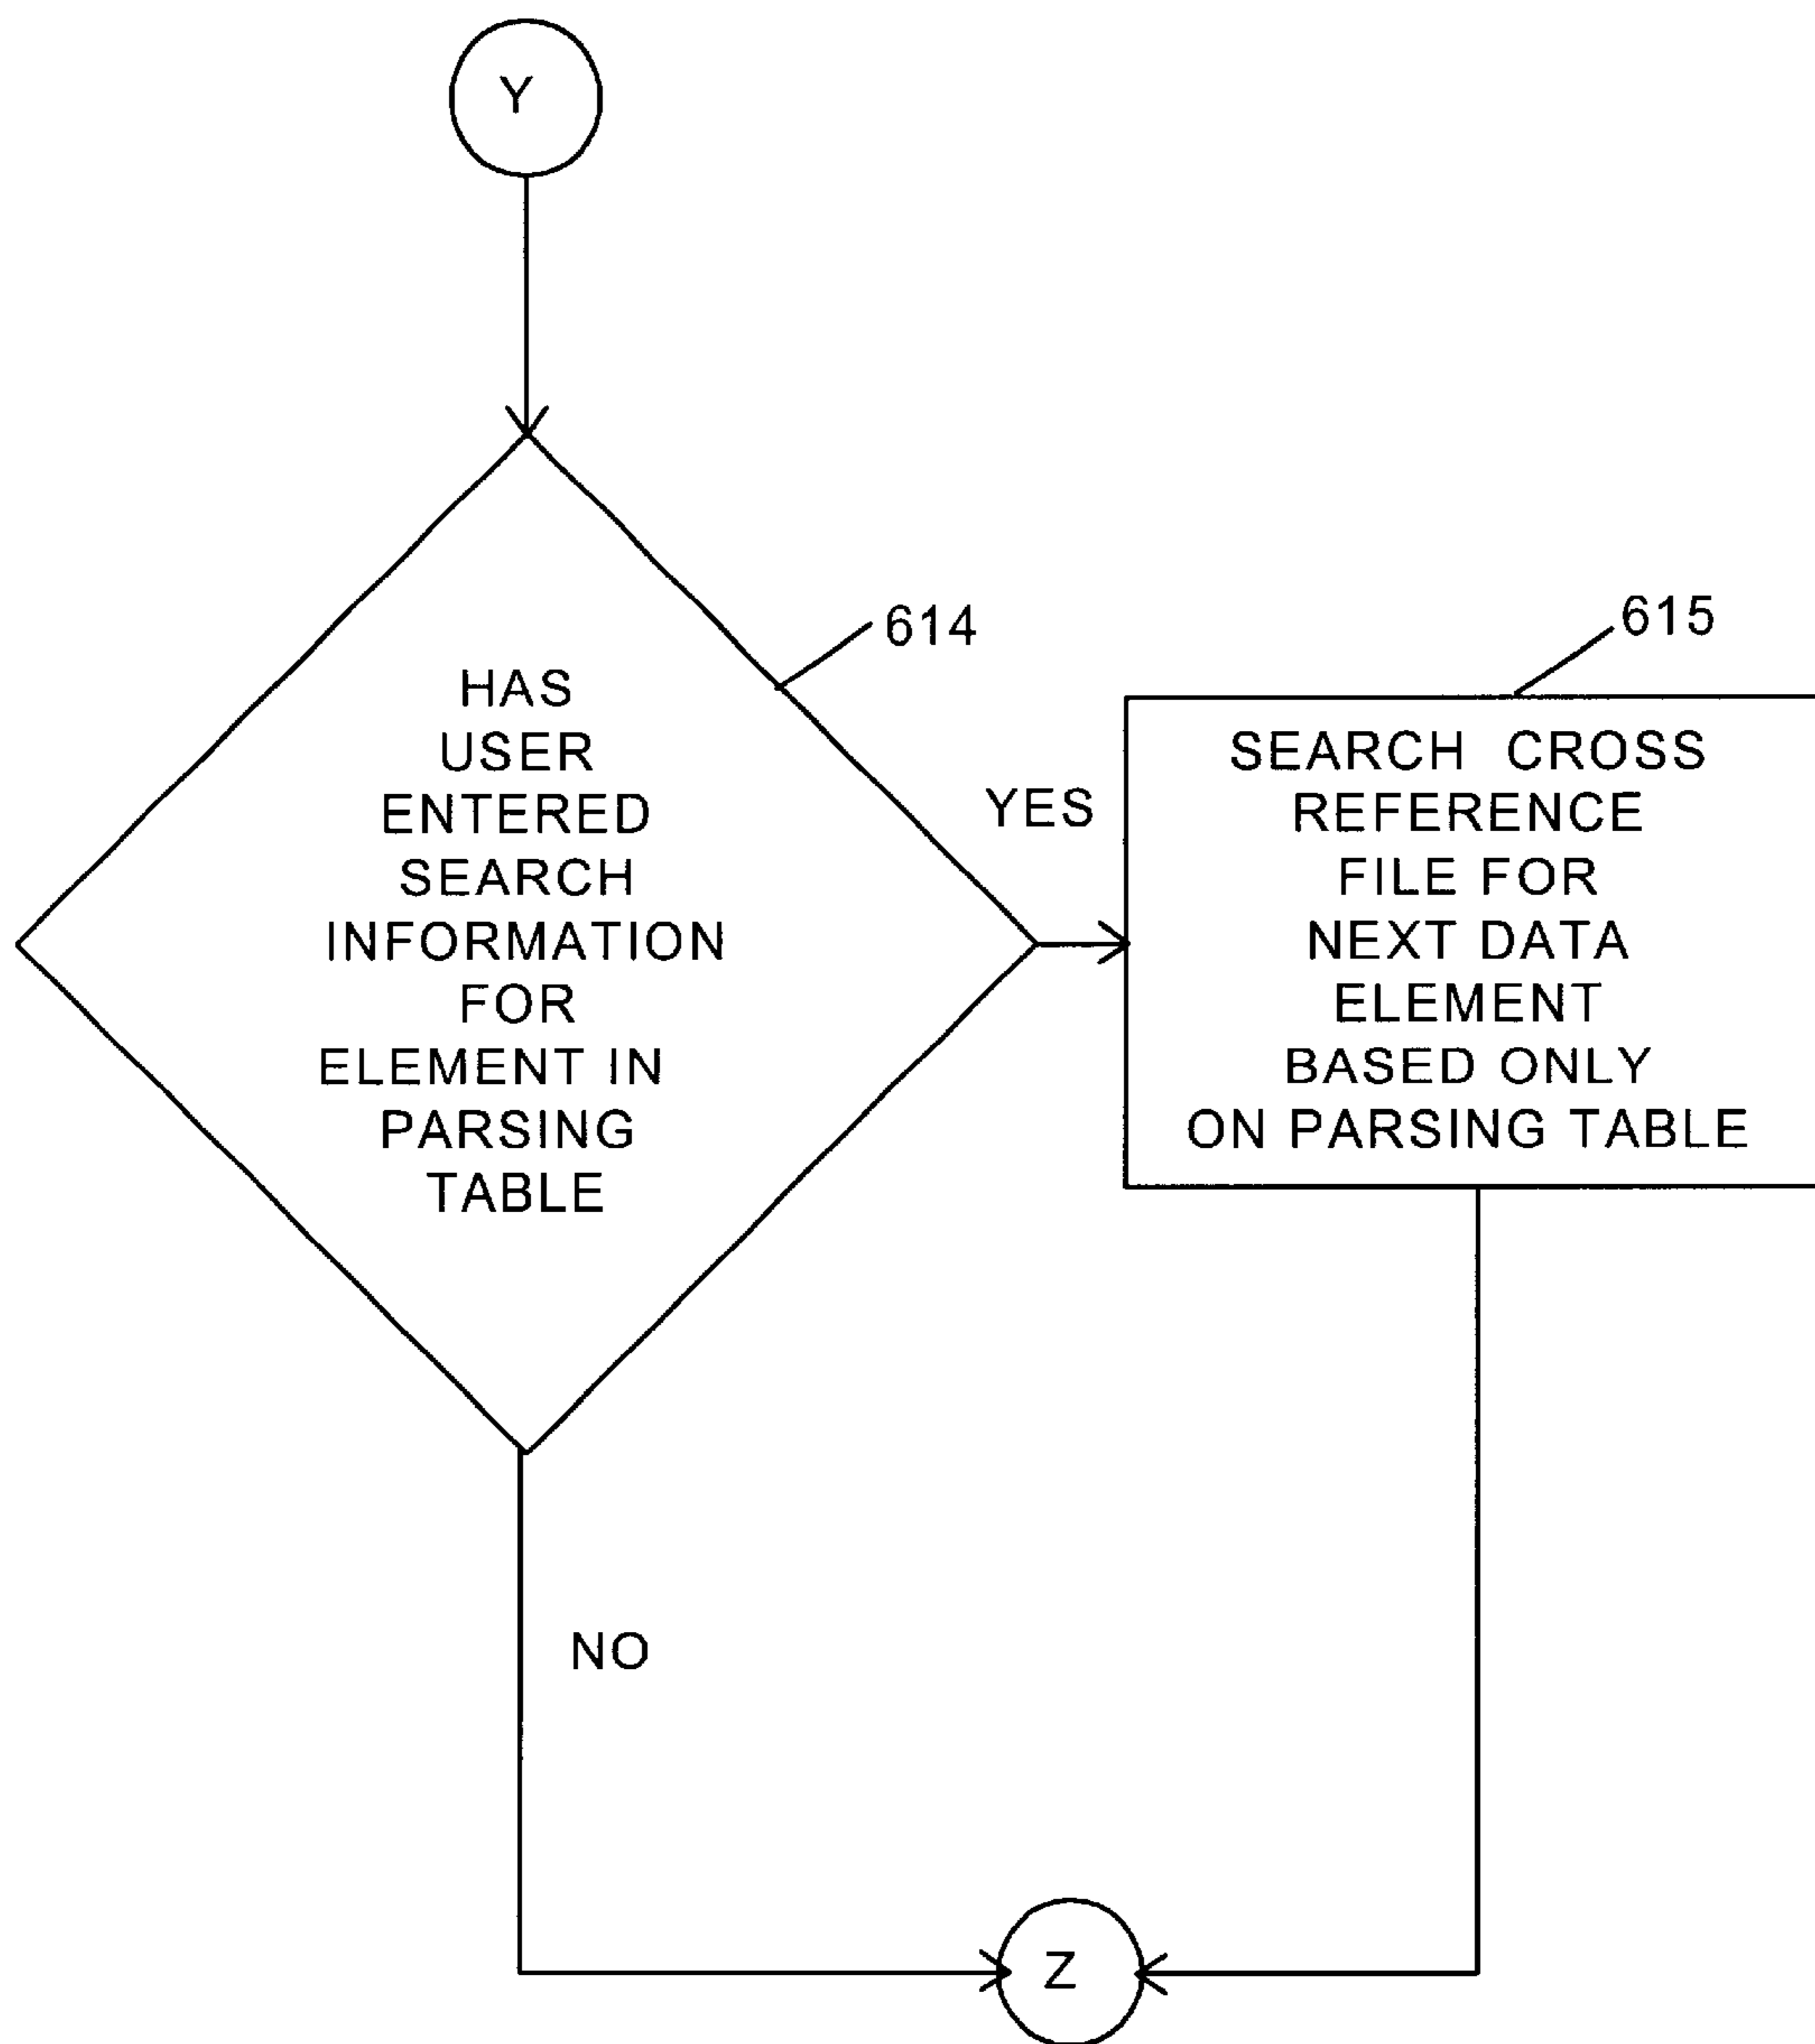 Y
614
HAS
USER
ENTERED
SEARCH
INFORMATION
FOR
ELEMENT IN
PARSING
TABLE
YES
615
SEARCH CROSS
REFERENCE
FILE FOR
NEXT DATA
ELEMENT
BASED ONLY
ON PARSING TABLE
NO
Z